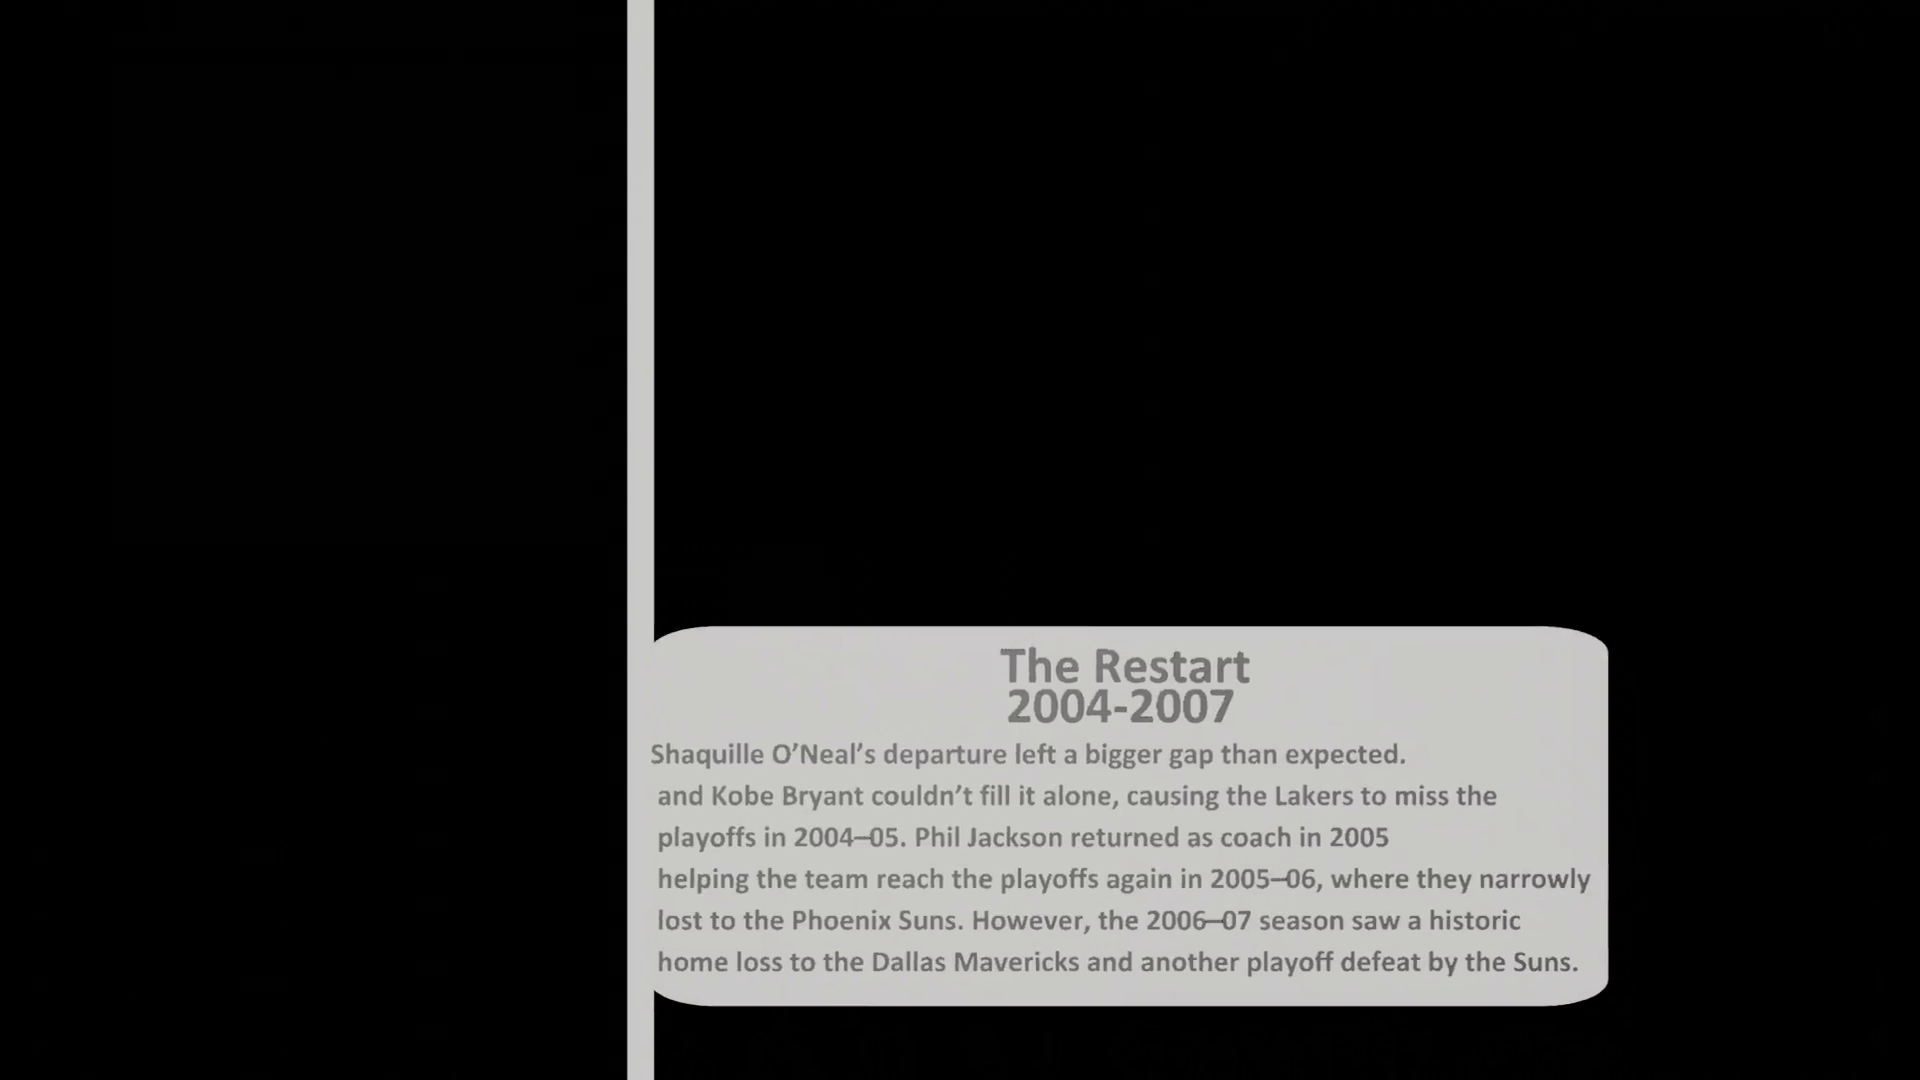 The Restart
2004-2007
Shaquille O’Neal’s departure left a bigger gap than expected.
and Kobe Bryant couldn’t fill it alone, causing the Lakers to miss the
playoffs in 2004–05. Phil Jackson returned as coach in 2005
helping the team reach the playoffs again in 2005–06, where they narrowly
lost to the Phoenix Suns. However, the 2006–07 season saw a historic
home loss to the Dallas Mavericks and another playoff defeat by the Suns.